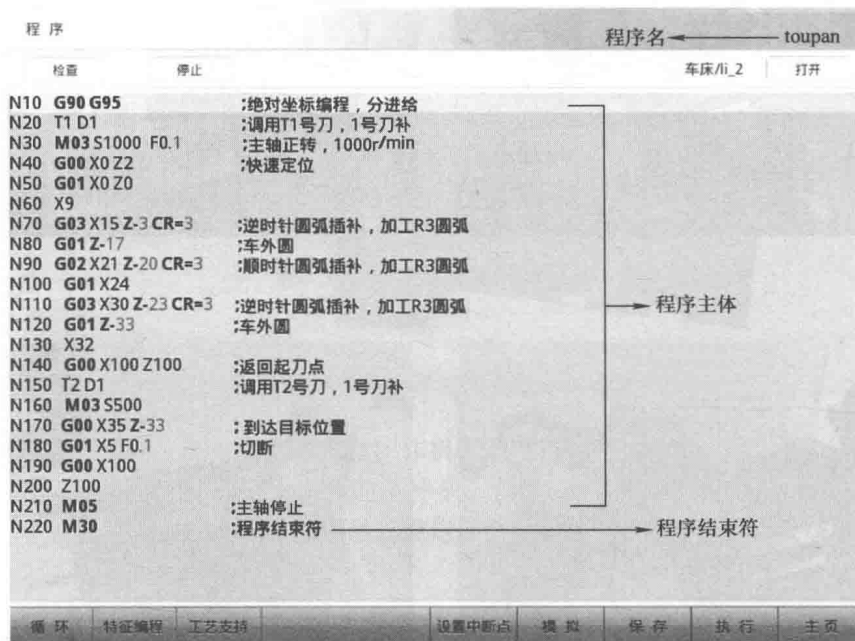 程 序
程序名 toupan
检查 停止 车床/li_2 打开
N10 G90 G95 ;绝对坐标编程，分进给
N20 T1 D1 ;调用T1号刀，1号刀补
N30 M03 S1000 F0.1 ;主轴正转，1000r/min
N40 G00 X0 Z2 ;快速定位
N50 G01 X0 Z0
N60 X9
N70 G03 X15 Z-3 CR=3 ;逆时针圆弧插补，加工R3圆弧
N80 G01 Z-17 ;车外圆
N90 G02 X21 Z-20 CR=3 ;顺时针圆弧插补，加工R3圆弧
N100 G01 X24
N110 G03 X30 Z-23 CR=3 ;逆时针圆弧插补，加工R3圆弧
程序主体
N120 G01 Z-33 ;车外圆
N130 X32
N140 G00 X100 Z100 ;返回起刀点
N150 T2 D1 ;调用T2号刀，1号刀补
N160 M03 S500
N170 G00 X35 Z-33 ;到达目标位置
N180 G01 X5 F0.1 ;切断
N190 G00 X100
N200 Z100
N210 M05 ;主轴停止
N220 M30 ;程序结束符 程序结束符
循 环 特征编程 工艺支持 设置中断点 模 拟 保 存 执 行 主 页